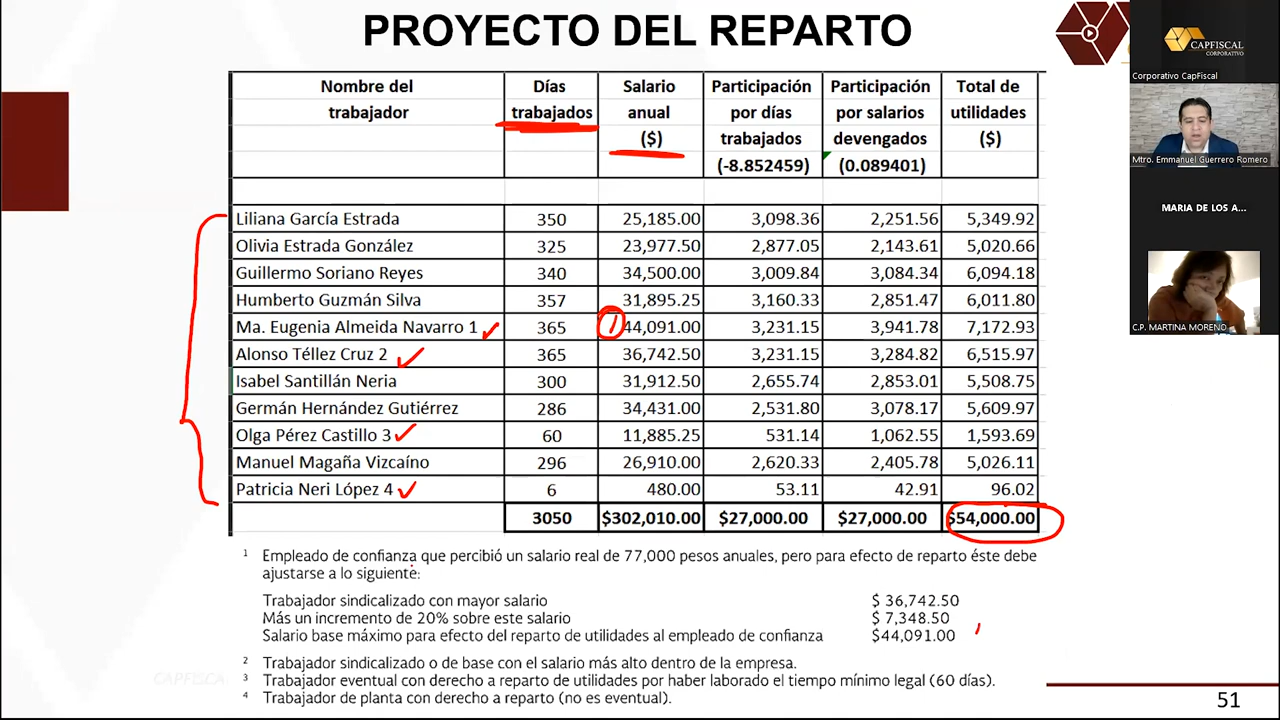 PROYECTO DEL REPARTO
CAPFISCAL
CORPORATIVO
Corporativo CapFiscal
Mtro. Emmanuel Guerrero Romero
MARIA DE LOS A...
C.P. MARTINA MORENO
Nombre del trabajador Días trabajados Salario anual ($) Participación por días trabajados (-8.852459) Participación por salarios devengados (0.089401) Total de utilidades ($)
Liliana García Estrada 350 25,185.00 3,098.36 2,251.56 5,349.92
Olivia Estrada González 325 23,977.50 2,877.05 2,143.61 5,020.66
Guillermo Soriano Reyes 340 34,500.00 3,009.84 3,084.34 6,094.18
Humberto Guzmán Silva 357 31,895.25 3,160.33 2,851.47 6,011.80
Ma. Eugenia Almeida Navarro 1 365 44,091.00 3,231.15 3,941.78 7,172.93
Alonso Téllez Cruz 2 365 36,742.50 3,231.15 3,284.82 6,515.97
Isabel Santillán Neria 300 31,912.50 2,655.74 2,853.01 5,508.75
Germán Hernández Gutiérrez 286 34,431.00 2,531.80 3,078.17 5,609.97
Olga Pérez Castillo 3 60 11,885.25 531.14 1,062.55 1,593.69
Manuel Magaña Vizcaíno 296 26,910.00 2,620.33 2,405.78 5,026.11
Patricia Neri López 4 6 480.00 53.11 42.91 96.02
3050 $302,010.00 $27,000.00 $27,000.00 $54,000.00
1 Empleado de confianza que percibió un salario real de 77,000 pesos anuales, pero para efecto de reparto éste debe
ajustarse a lo siguiente:
Trabajador sindicalizado con mayor salario $ 36,742.50
Más un incremento de 20% sobre este salario $ 7,348.50
Salario base máximo para efecto del reparto de utilidades al empleado de confianza $44,091.00
2 Trabajador sindicalizado o de base con el salario más alto dentro de la empresa.
3 Trabajador eventual con derecho a reparto de utilidades por haber laborado el tiempo mínimo legal (60 días).
4 Trabajador de planta con derecho a reparto (no es eventual).
CAPFISCAL
51